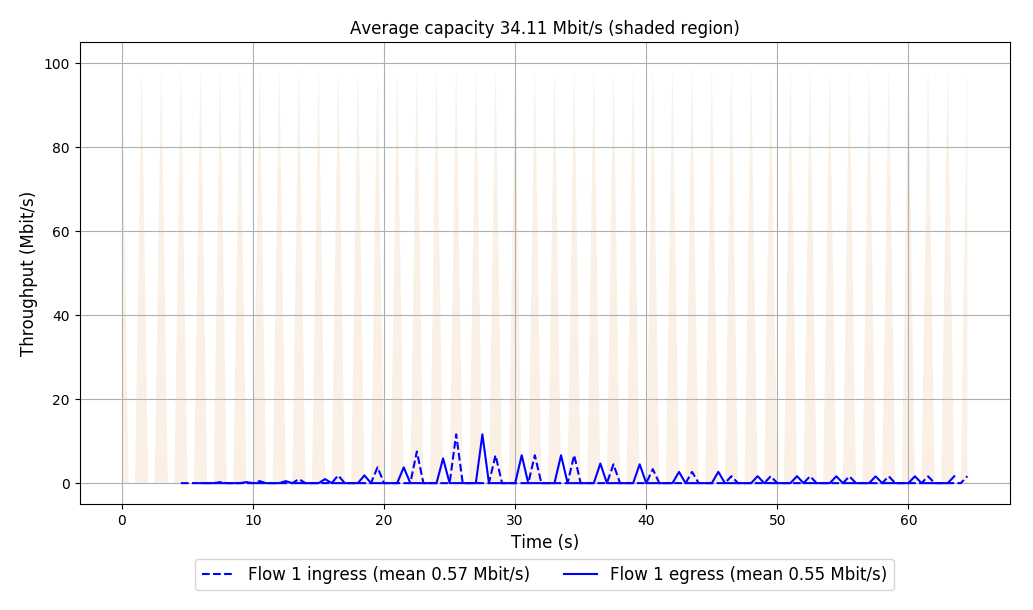 Average capacity 34.11 Mbit/s (shaded region)
100
80
60
40
20
0
Throughput (Mbit/s)
0 10 20 30 40 50 60
Time (s)
Flow 1 ingress (mean 0.57 Mbit/s) Flow 1 egress (mean 0.55 Mbit/s)